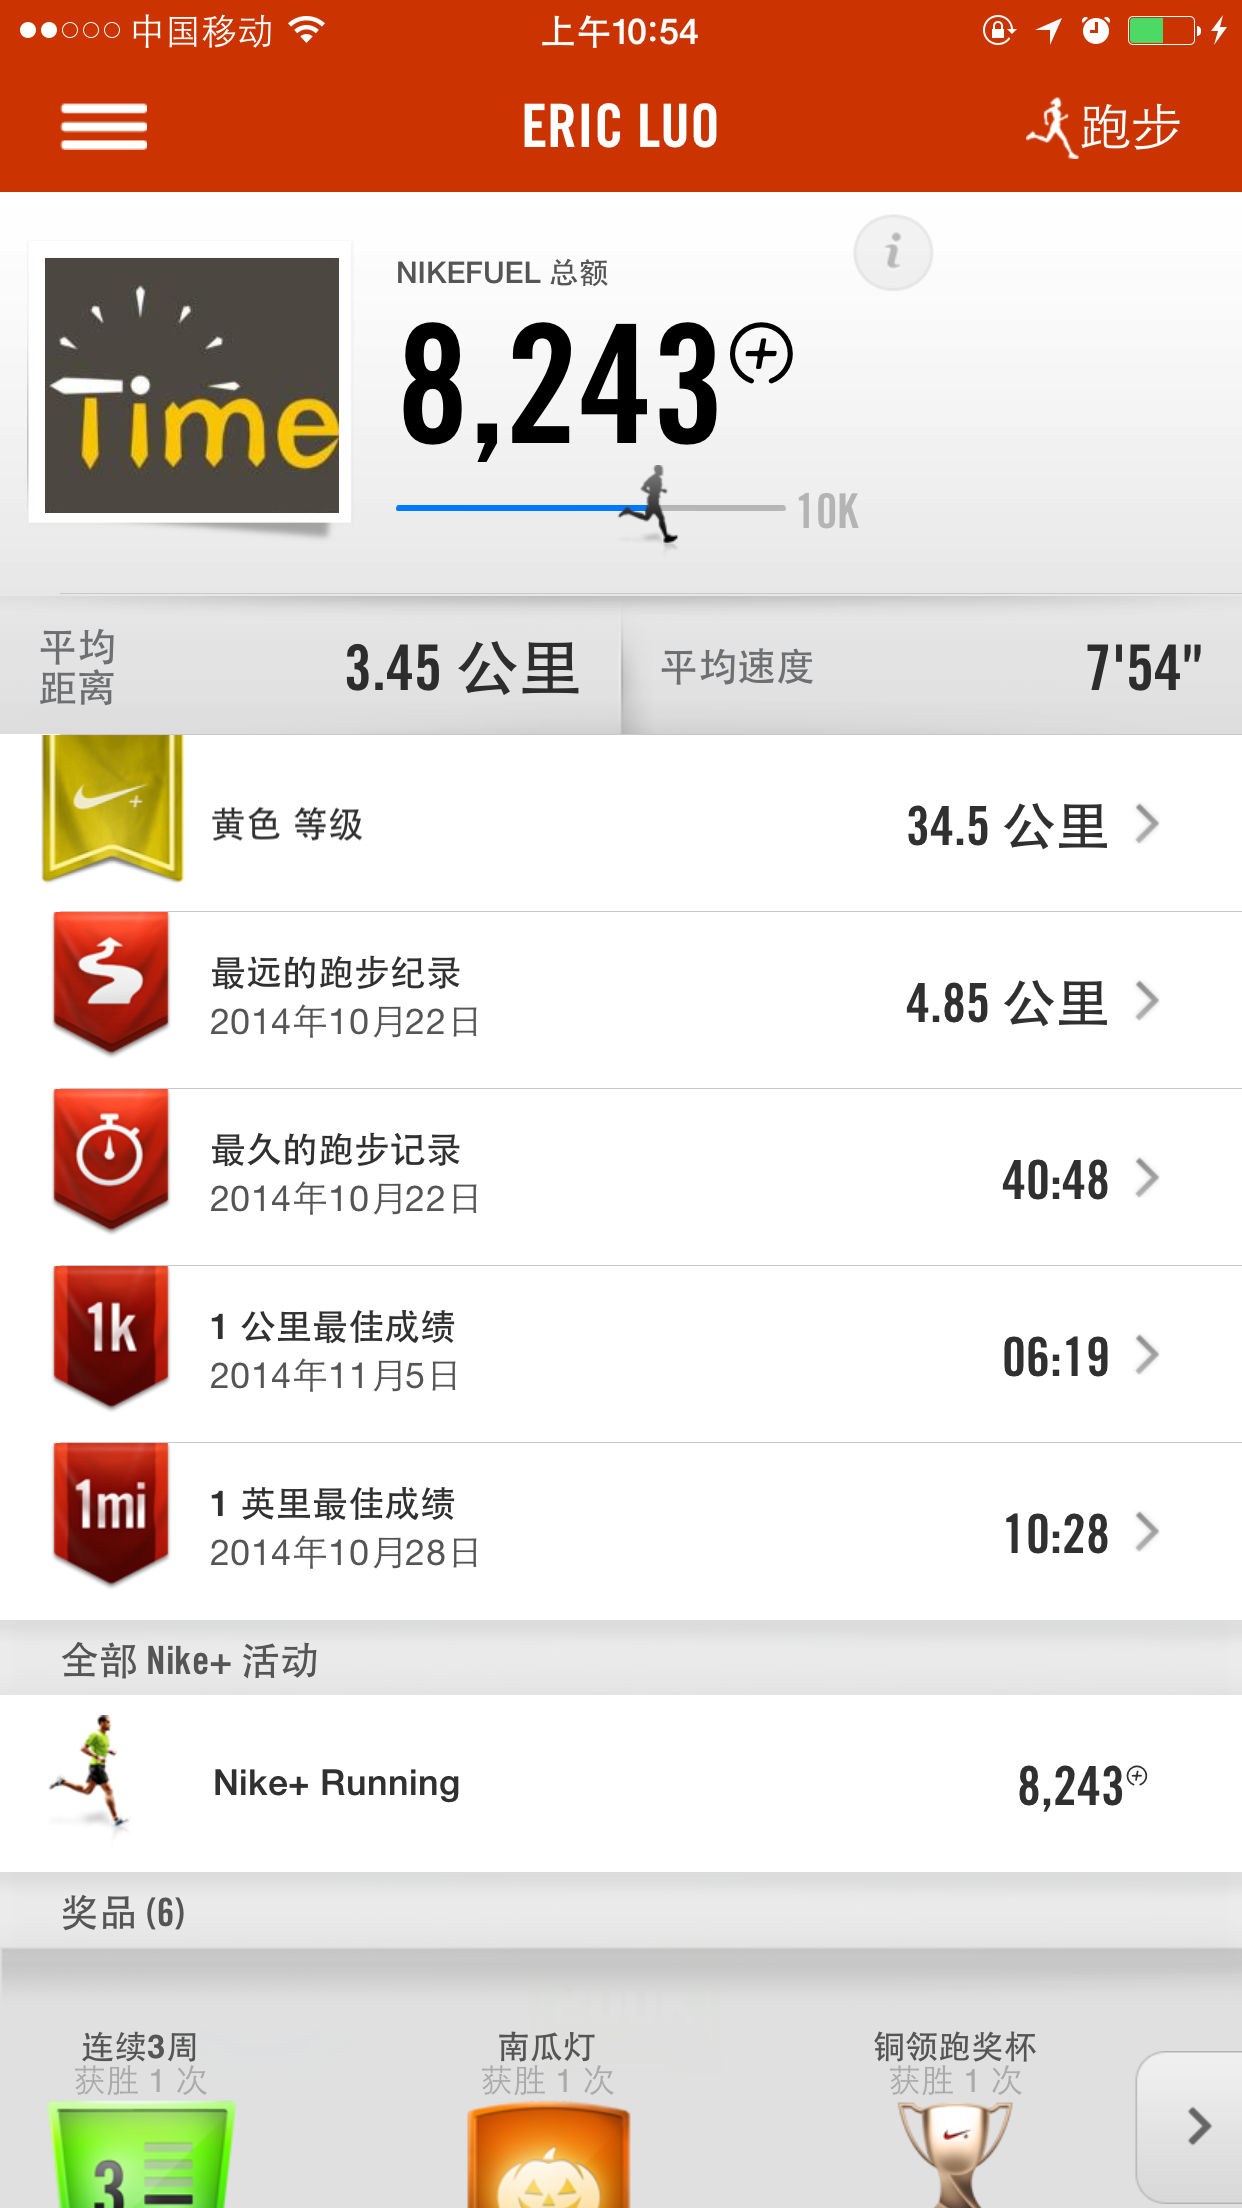 中国移动
上午10:54
ERIC LUO
跑步
Time
NIKEFUEL 总额
8,243
10K
平均
距离
3.45 公里
平均速度
7'54"
黄色 等级
34.5 公里
最远的跑步纪录
2014年10月22日
4.85 公里
最久的跑步记录
2014年10月22日
40:48
1k
1 公里最佳成绩
2014年11月5日
06:19
1mi
1 英里最佳成绩
2014年10月28日
10:28
全部 Nike+ 活动
Nike+ Running
8,243
奖品 (6)
连续3周
获胜 1 次
南瓜灯
获胜 1 次
铜领跑奖杯
获胜 1 次
3